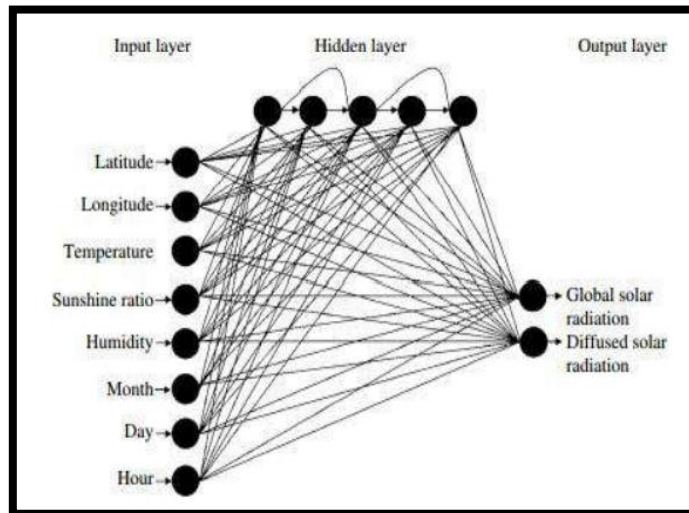 Input layer
Hidden layer
Output layer
Latitude
Longitude
Temperature
Sunshine ratio
Humidity
Month
Day
Hour
Global solar
radiation
Diffused solar
radiation